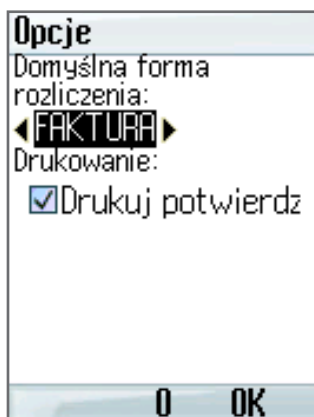 Opcje
Domyślna forma
rozliczenia:
FAKTURA
Drukowanie:
Drukuj potwierdz
0 OK